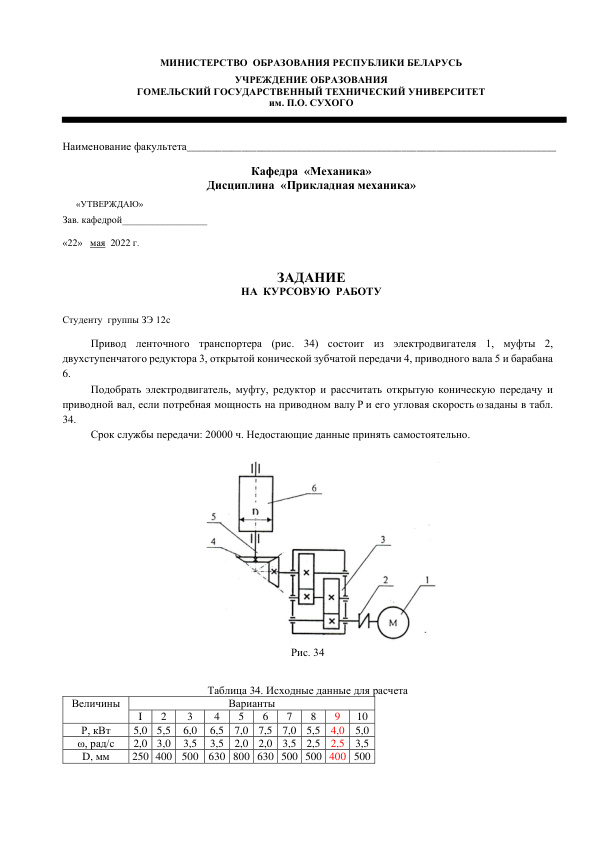 МИНИСТЕРСТВО ОБРАЗОВАНИЯ РЕСПУБЛИКИ БЕЛАРУСЬ
УЧРЕЖДЕНИЕ ОБРАЗОВАНИЯ
ГОМЕЛЬСКИЙ ГОСУДАРСТВЕННЫЙ ТЕХНИЧЕСКИЙ УНИВЕРСИТЕТ
им. П.О. СУХОГО
Наименование факультета
Кафедра «Механика»
Дисциплина «Прикладная механика»
«УТВЕРЖДАЮ»
Зав. кафедрой
«22» мая 2022 г.
ЗАДАНИЕ
НА КУРСОВУЮ РАБОТУ
Студенту группы ЗЭ 12с
Привод ленточного транспортера (рис. 34) состоит из электродвигателя 1, муфты 2,
двухступенчатого редуктора 3, открытой конической зубчатой передачи 4, приводного вала 5 и барабана
6.
Подобрать электродвигатель, муфту, редуктор и рассчитать открытую коническую передачу и
приводной вал, если потребная мощность на приводном валу Р и его угловая скорость ω заданы в табл.
34.
Срок службы передачи: 20000 ч. Недостающие данные принять самостоятельно.
6
D
5
4
3
2
1
М
Рис. 34
Таблица 34. Исходные данные для расчета
Величины Варианты
I 2 3 4 5 6 7 8 9 10
Р, кВт 5,0 5,5 6,0 6,5 7,0 7,5 7,0 5,5 4,0 5,0
ω, рад/с 2,0 3,0 3,5 3,5 2,0 2,0 3,5 2,5 2,5 3,5
D, мм 250 400 500 630 800 630 500 500 400 500